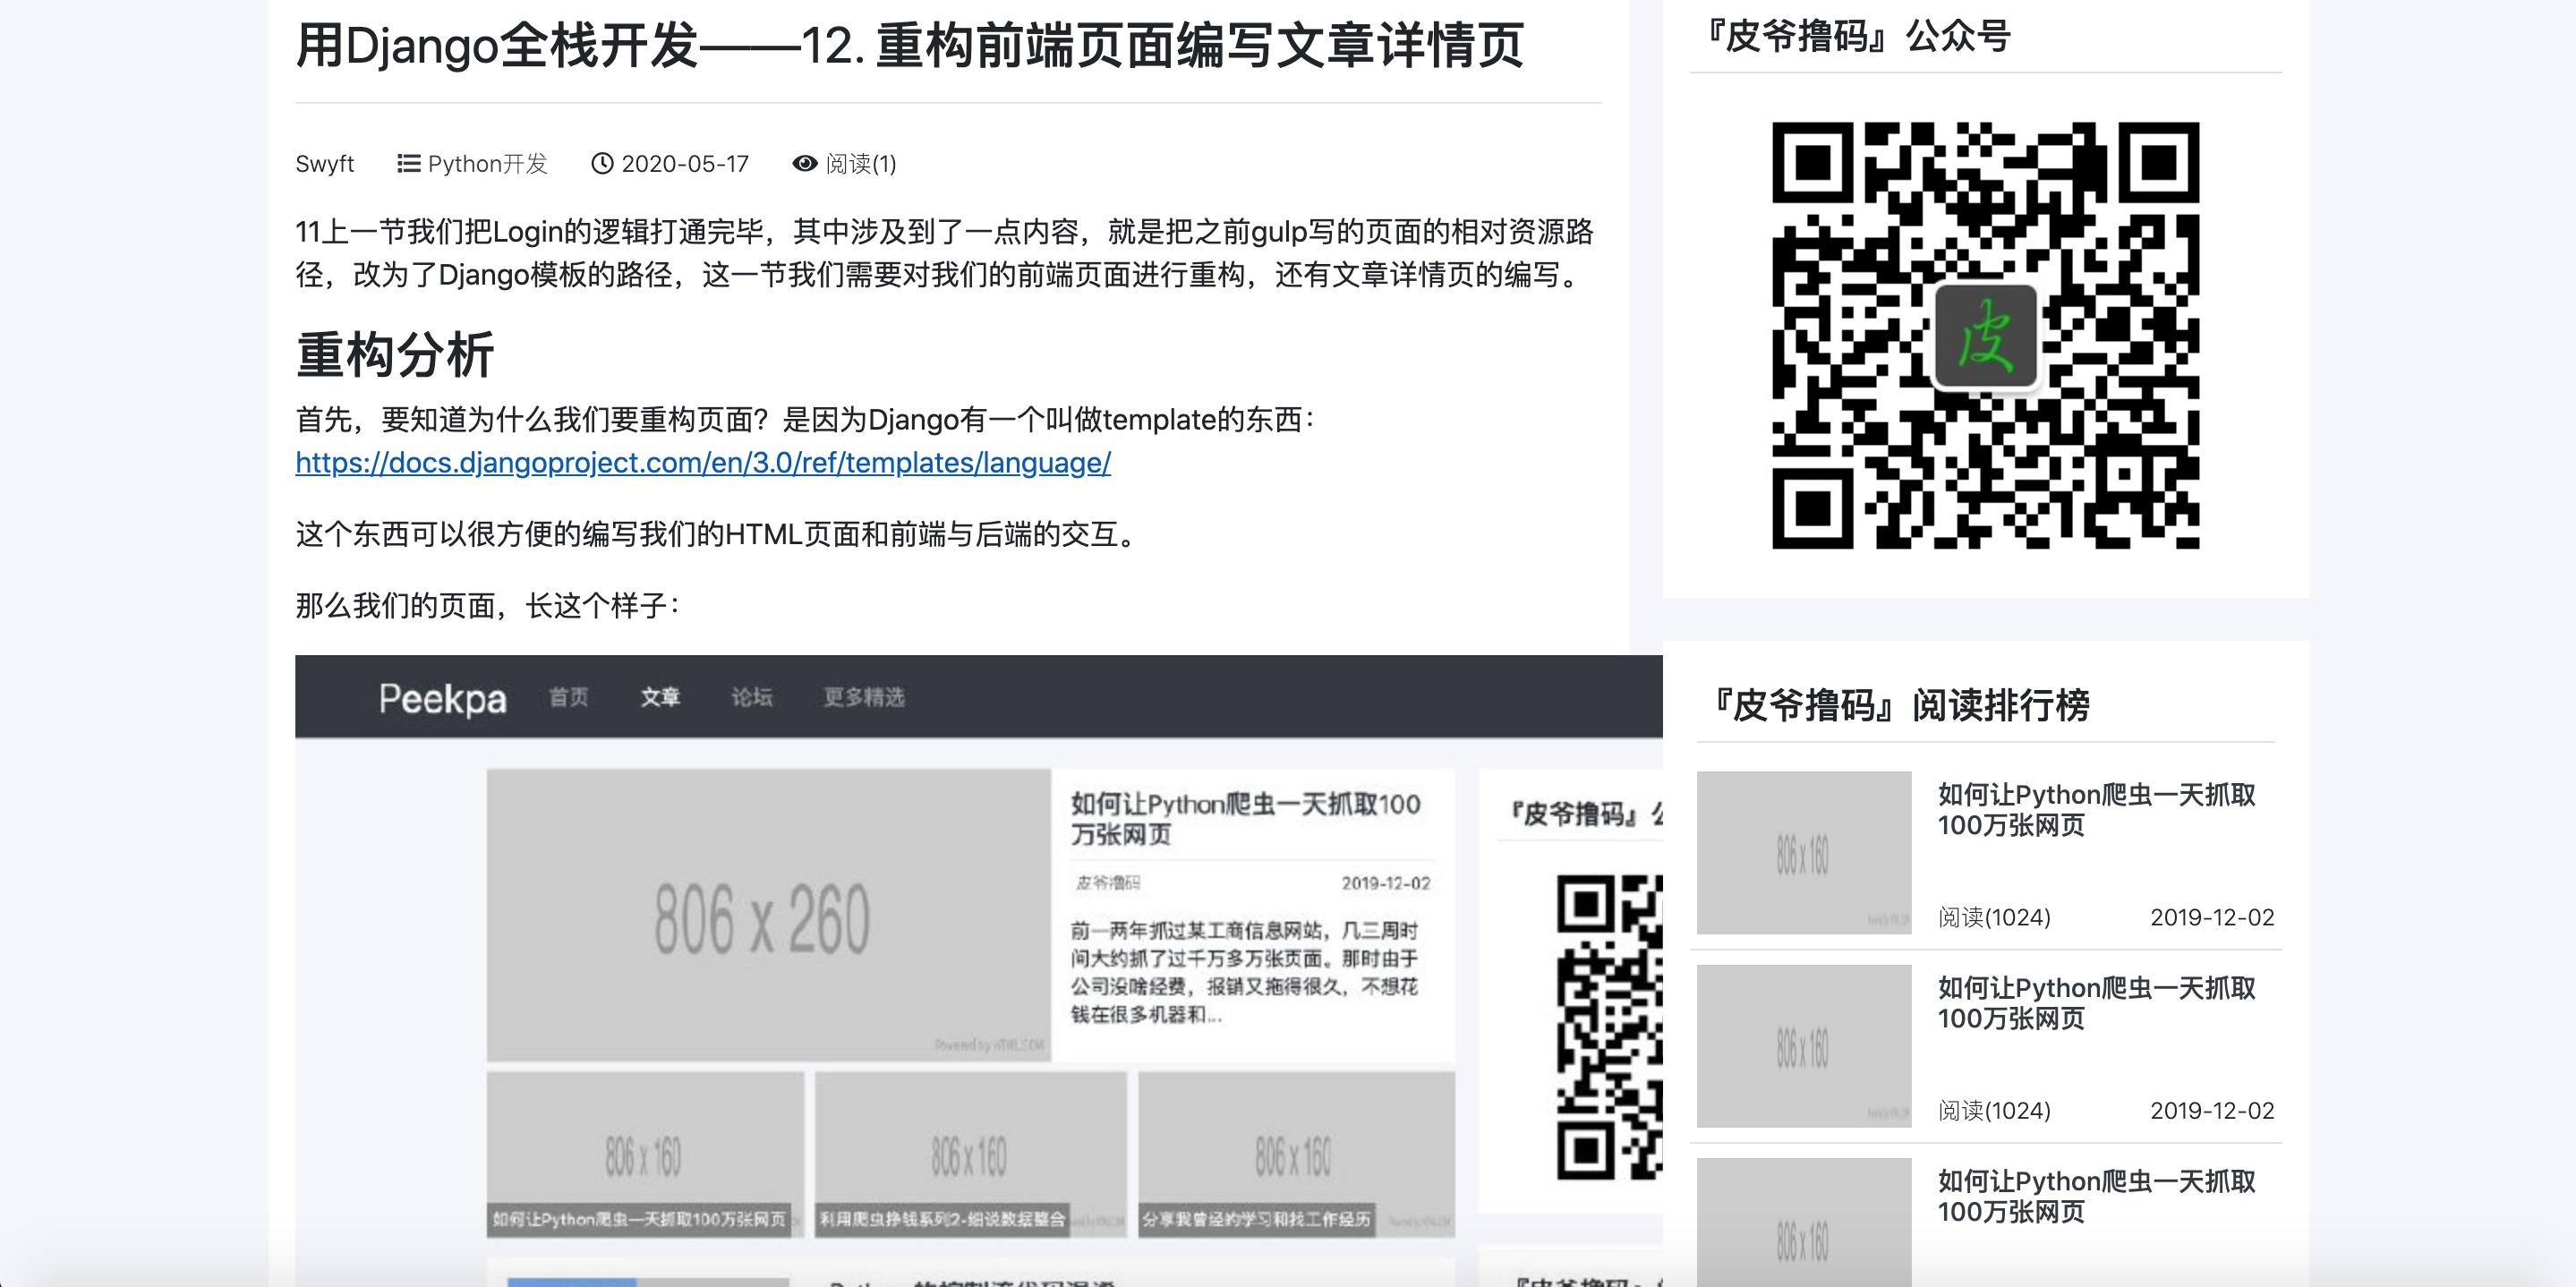 用Django全栈开发——12. 重构前端页面编写文章详情页
Swyft Python开发 2020-05-17 阅读(1)
11上一节我们把Login的逻辑打通完毕，其中涉及到了一点内容，就是把之前gulp写的页面的相对资源路
径，改为了Django模板的路径，这一节我们需要对我们的前端页面进行重构，还有文章详情页的编写。
重构分析
首先，要知道为什么我们要重构页面？是因为Django有一个叫做template的东西：
https://docs.djangoproject.com/en/3.0/ref/templates/language/
这个东西可以很方便的编写我们的HTML页面和前端与后端的交互。
那么我们的页面，长这个样子：
Peekpa 首页 文章 论坛 更多精选
806 x 260
Powered by HTML.COM
如何让Python爬虫一天抓取100
万张网页
皮爷撸码 2019-12-02
前一两年抓过某工商信息网站，几三周时
间大约抓了过千万多万张页面。那时由于
公司没啥经费，报销又拖得很久，不想花
钱在很多机器和...
『皮爷撸码』
806 x 160
如何让Python爬虫一天抓取100万张网页
806 x 160
利用爬虫挣钱系列2-细说数据整合
806 x 160
分享我曾经的学习和找工作经历
『皮爷撸码』公众号
皮
『皮爷撸码』阅读排行榜
806 x 160
如何让Python爬虫一天抓取
100万张网页
阅读(1024) 2019-12-02
806 x 160
如何让Python爬虫一天抓取
100万张网页
阅读(1024) 2019-12-02
806 x 160
如何让Python爬虫一天抓取
100万张网页